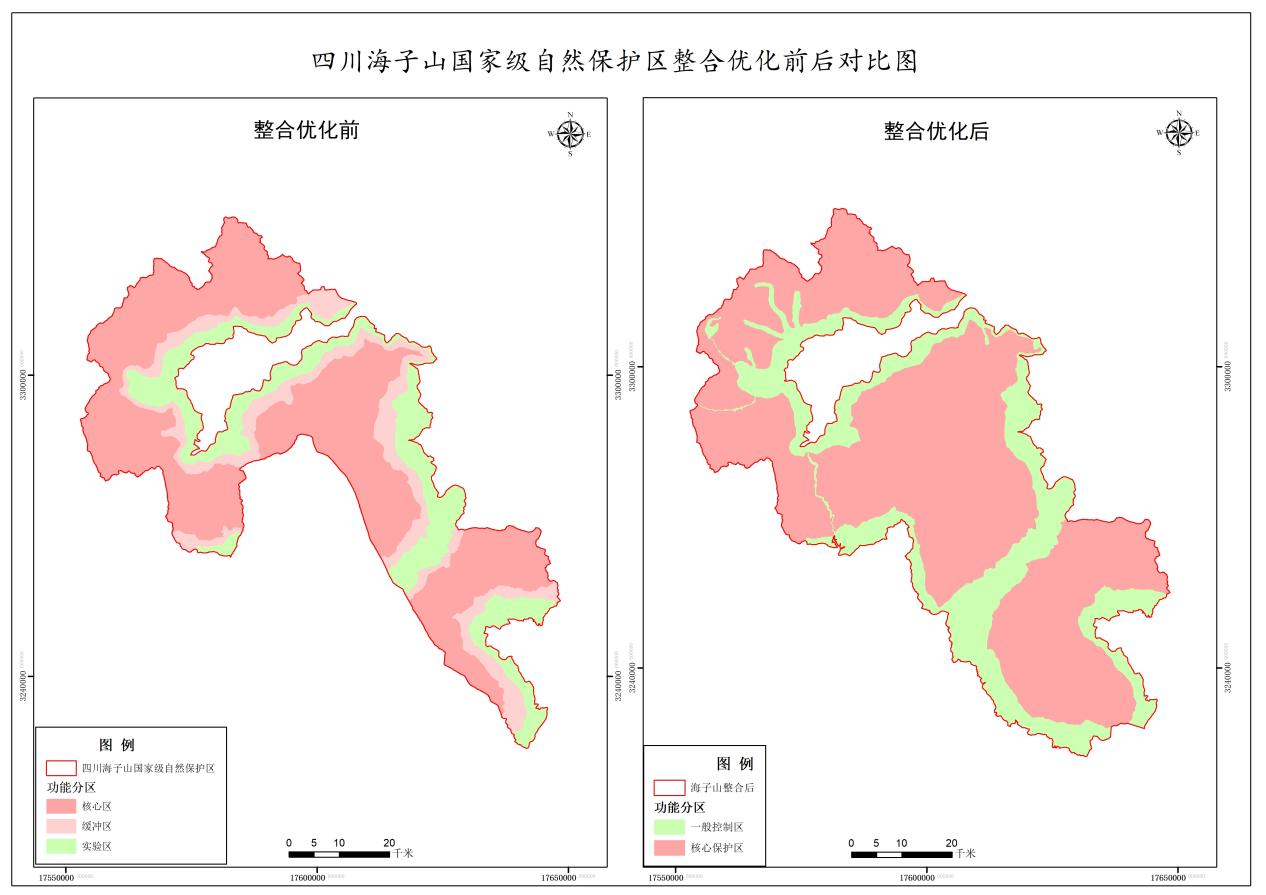 四川海子山国家级自然保护区整合优化前后对比图
整合优化前
N
W E
S
3300000
3240000
3300000
3240000
图 例
四川海子山国家级自然保护区
功能分区
核心区
缓冲区
实验区
0 5 10 20
千米
17550000 17600000 17650000
整合优化后
N
W E
S
3300000
3240000
3300000
3240000
图 例
海子山整合后
功能分区
一般控制区
核心保护区
0 5 10 20
千米
17550000 17600000 17650000